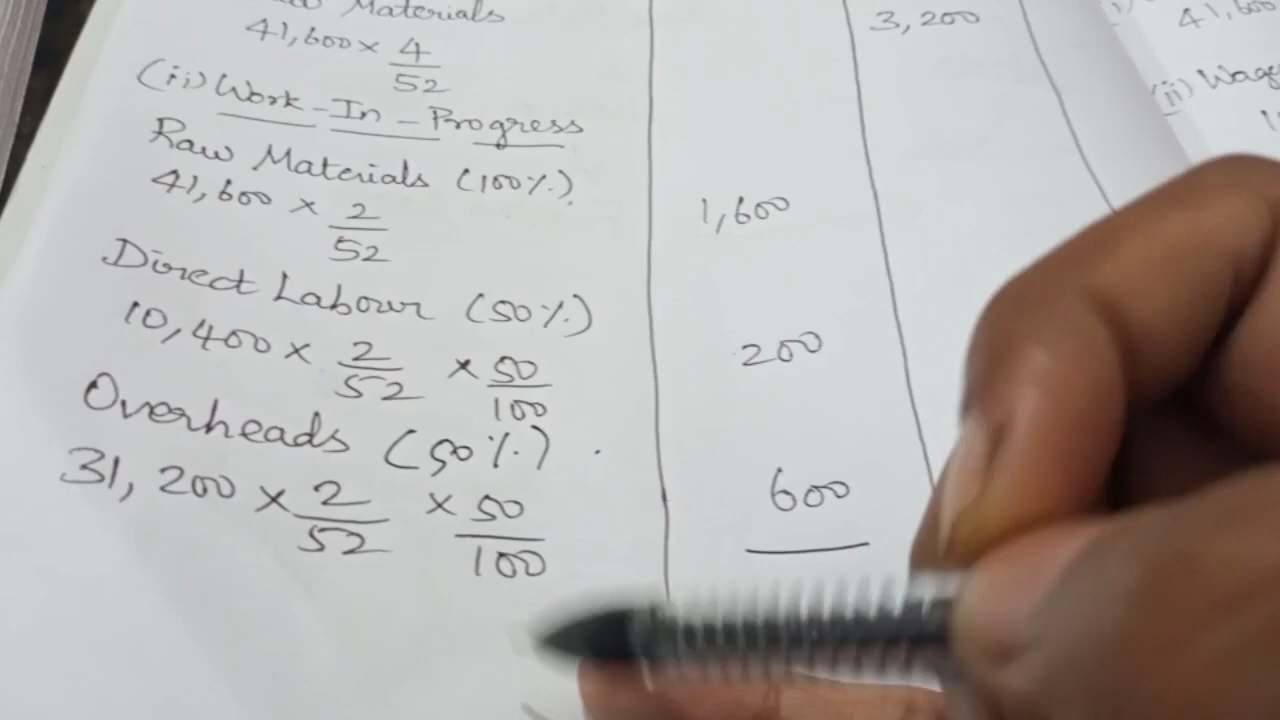 Materials
41,600 × 4/52
3,200
(ii) Work-In-Progress
Raw Materials (100%)
41,600 × 2/52
1,600
Direct Labour (50%)
10,400 × 2/52 × 50/100
200
Overheads (50%)
31,200 × 2/52 × 50/100
600
41,600
(ii) Wag